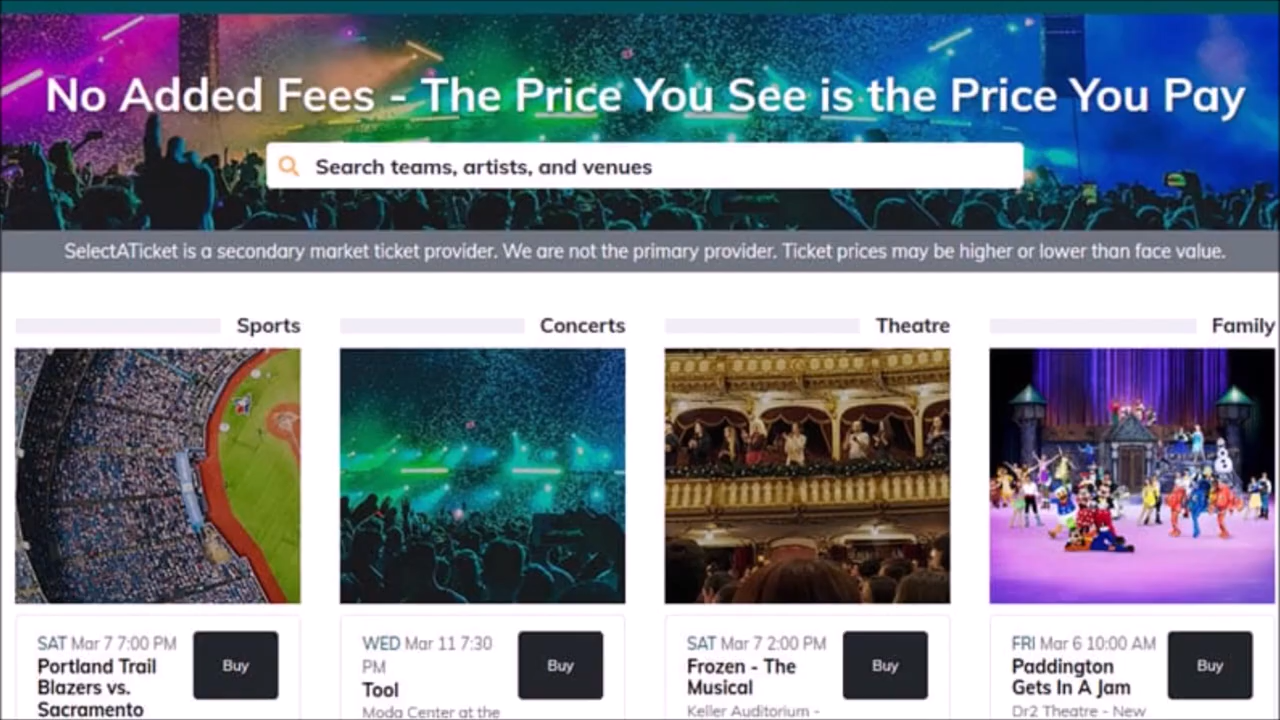 No Added Fees - The Price You See is the Price You Pay
Search teams, artists, and venues
SelectATicket is a secondary market ticket provider. We are not the primary provider. Ticket prices may be higher or lower than face value.
Sports
Concerts
Theatre
Family
SAT Mar 7 7:00 PM
Portland Trail
Blazers vs.
Sacramento
Buy
WED Mar 11 7:30
PM
Tool
Moda Center at the
Buy
SAT Mar 7 2:00 PM
Frozen - The
Musical
Keller Auditorium -
Buy
FRI Mar 6 10:00 AM
Paddington
Gets In A Jam
Dr2 Theatre - New
Buy